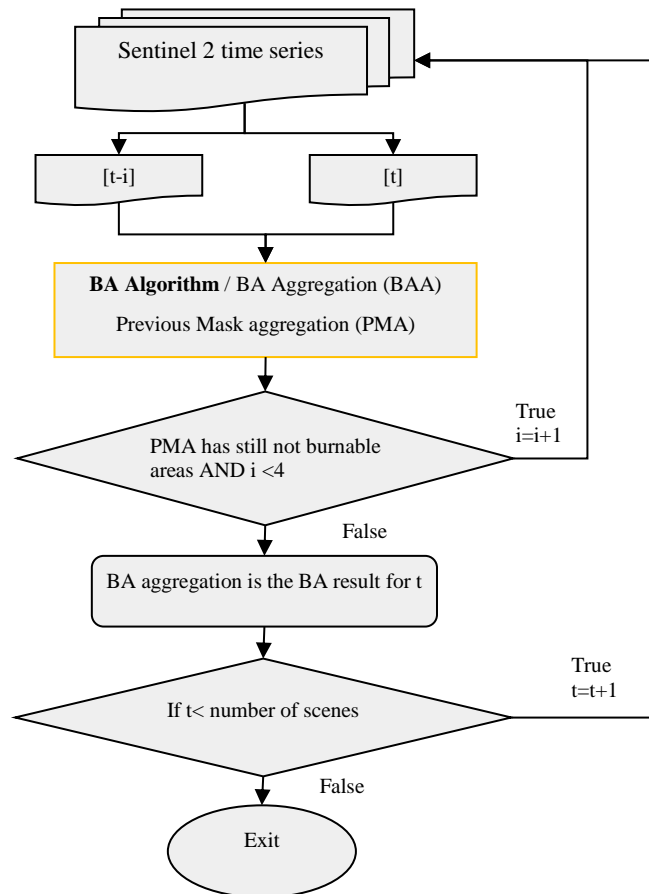 Sentinel 2 time series
[t-i]
[t]
BA Algorithm / BA Aggregation (BAA)
Previous Mask aggregation (PMA)
True
i=i+1
PMA has still not burnable
areas AND i <4
False
BA aggregation is the BA result for t
True
t=t+1
If t< number of scenes
False
Exit